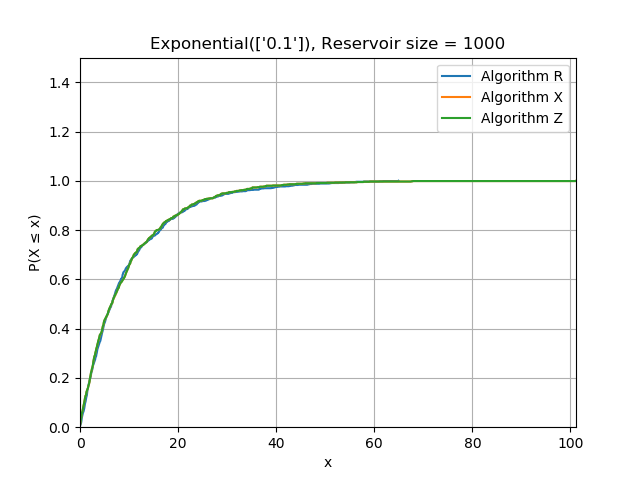 Exponential(['0.1']), Reservoir size = 1000
Algorithm R
Algorithm X
Algorithm Z
1.4
1.2
1.0
0.8
0.6
0.4
0.2
0.0
P(X ≤ x)
0
20
40
60
80
100
x